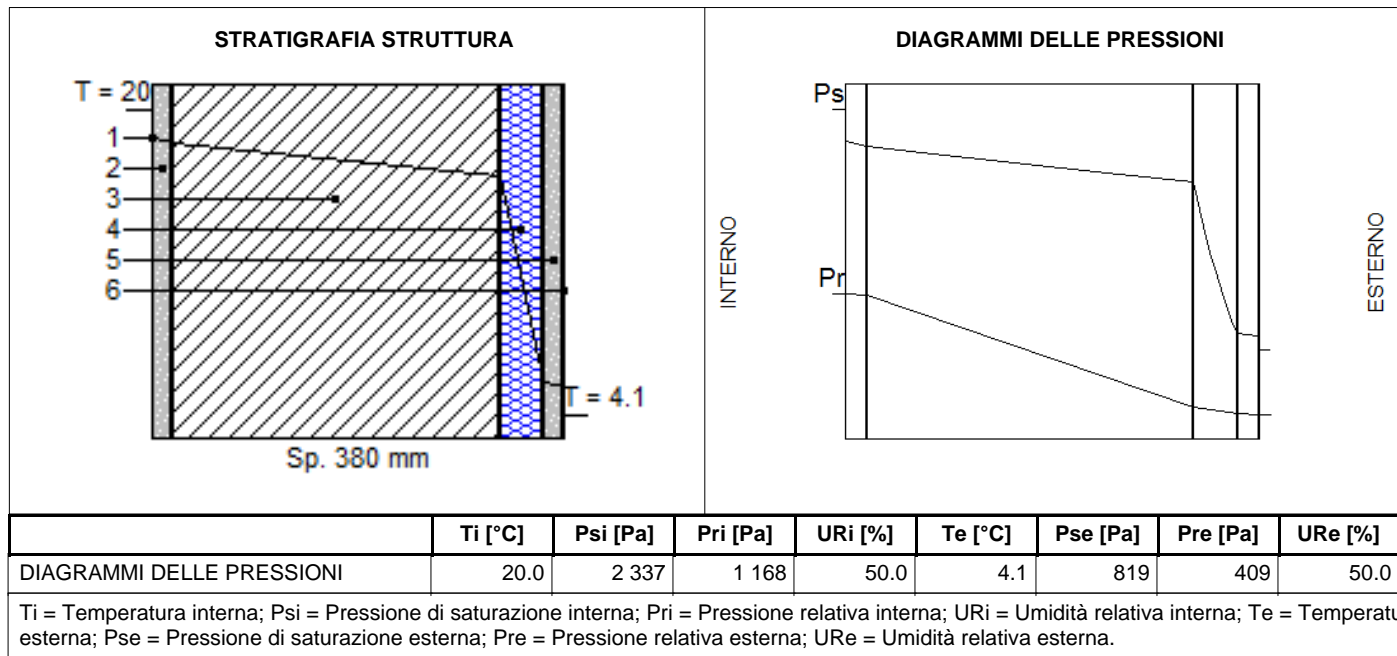 STRATIGRAFIA STRUTTURA
T = 20
1
2
3
4
5
6
T = 4.1
Sp. 380 mm
DIAGRAMMI DELLE PRESSIONI
Ps
Pr
INTERNO
ESTERNO
Ti [°C] Psi [Pa] Pri [Pa] URi [%] Te [°C] Pse [Pa] Pre [Pa] URe [%]
DIAGRAMMI DELLE PRESSIONI 20.0 2 337 1 168 50.0 4.1 819 409 50.0
Ti = Temperatura interna; Psi = Pressione di saturazione interna; Pri = Pressione relativa interna; URi = Umidità relativa interna; Te = Temperatu
esterna; Pse = Pressione di saturazione esterna; Pre = Pressione relativa esterna; URe = Umidità relativa esterna.